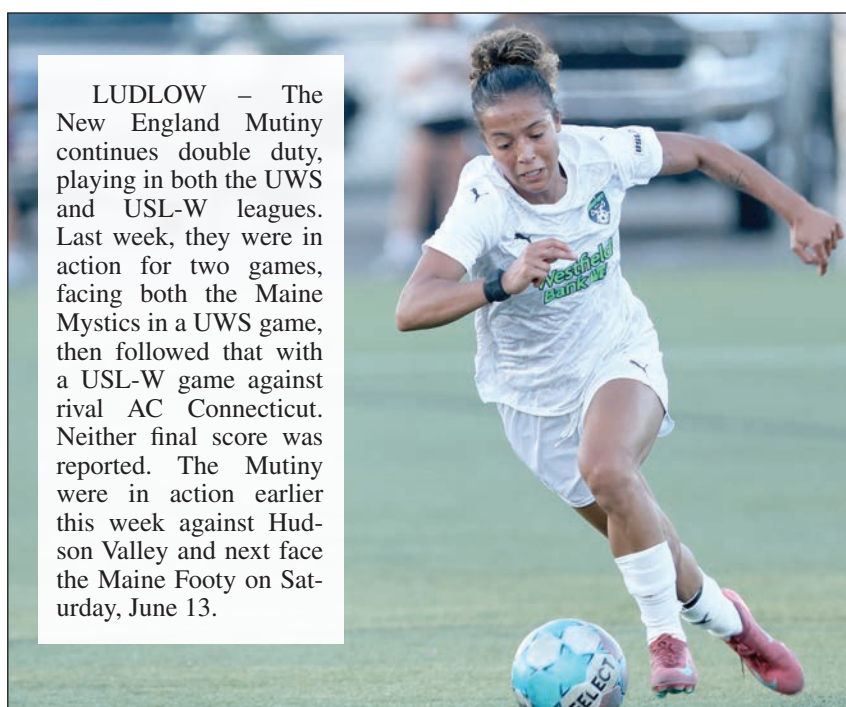 LUDLOW – The
New England Mutiny
continues double duty,
playing in both the UWS
and USL-W leagues.
Last week, they were in
action for two games,
facing both the Maine
Mystics in a UWS game,
then followed that with
a USL-W game against
rival AC Connecticut.
Neither final score was
reported. The Mutiny
were in action earlier
this week against Hud-
son Valley and next face
the Maine Footy on Sat-
urday, June 13.
Westfield
Bank
SELECT